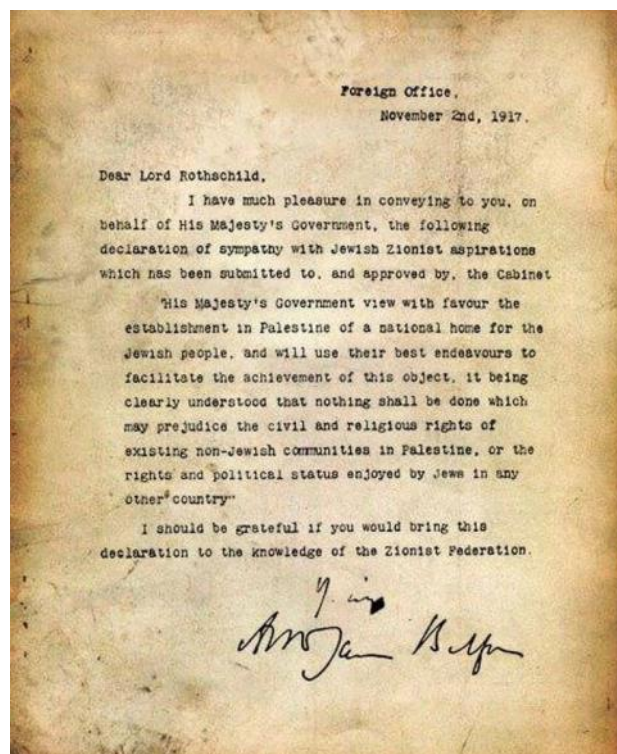 Foreign Office,
November 2nd, 1917.
Dear Lord Rothschild,
I have much pleasure in conveying to you, on
behalf of His Majesty's Government, the following
declaration of sympathy with Jewish Zionist aspirations
which has been submitted to, and approved by, the Cabinet
"His Majesty's Government view with favour the
establishment in Palestine of a national home for the
Jewish people, and will use their best endeavours to
facilitate the achievement of this object, it being
clearly understood that nothing shall be done which
may prejudice the civil and religious rights of
existing non-Jewish communities in Palestine, or the
rights and political status enjoyed by Jews in any
other country"
I should be grateful if you would bring this
declaration to the knowledge of the Zionist Federation.